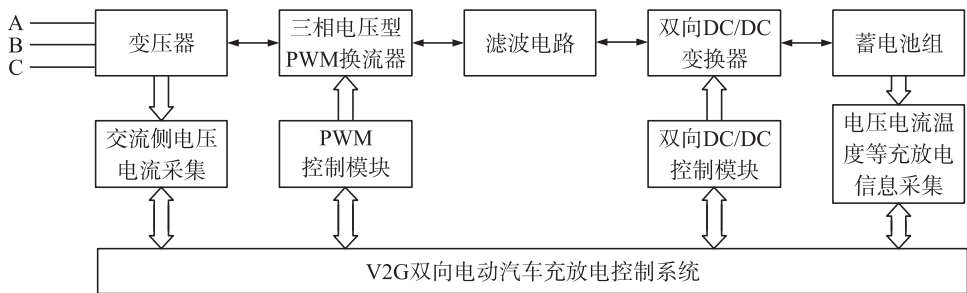 A
B
C
变压器
三相电压型
PWM换流器
滤波电路
双向DC/DC
变换器
蓄电池组
交流侧电压
电流采集
PWM
控制模块
双向DC/DC
控制模块
电压电流温
度等充放电
信息采集
V2G双向电动汽车充放电控制系统